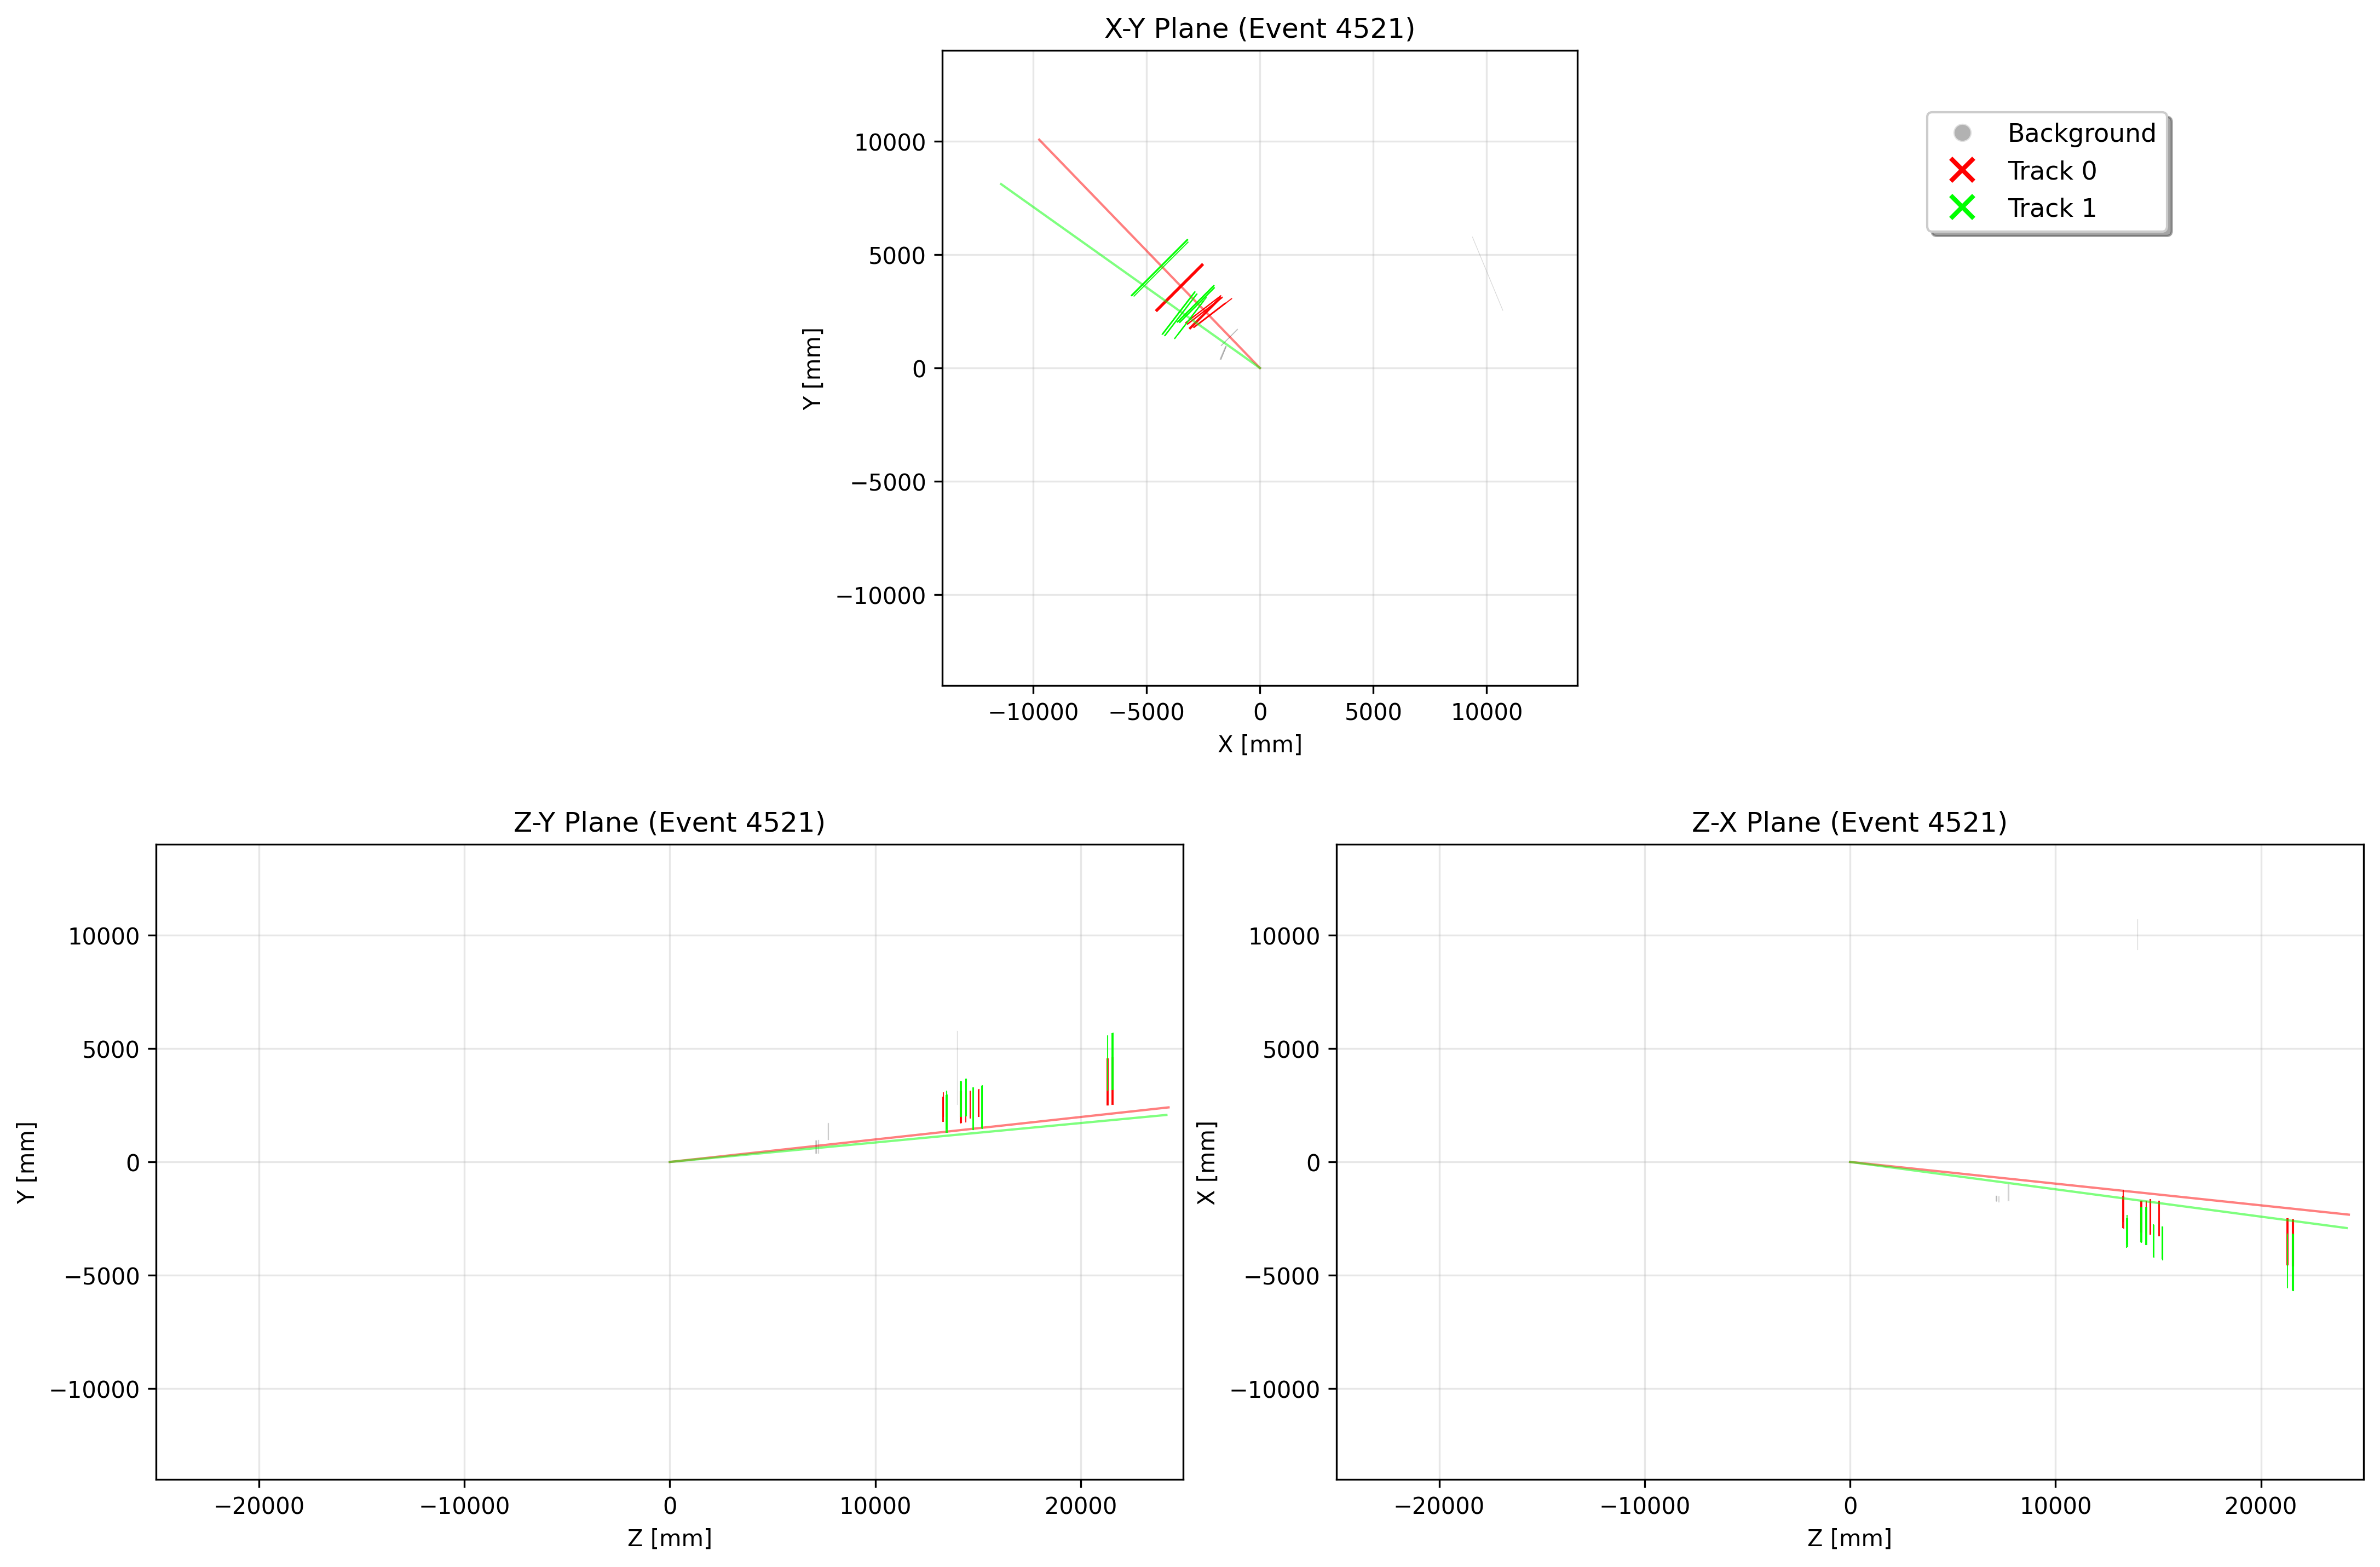 X-Y Plane (Event 4521)
Y [mm]
10000
5000
0
−5000
−10000
−10000 −5000 0 5000 10000
X [mm]
Background
Track 0
Track 1
Z-Y Plane (Event 4521)
Y [mm]
10000
5000
0
−5000
−10000
−20000 −10000 0 10000 20000
Z [mm]
Z-X Plane (Event 4521)
X [mm]
10000
5000
0
−5000
−10000
−20000 −10000 0 10000 20000
Z [mm]